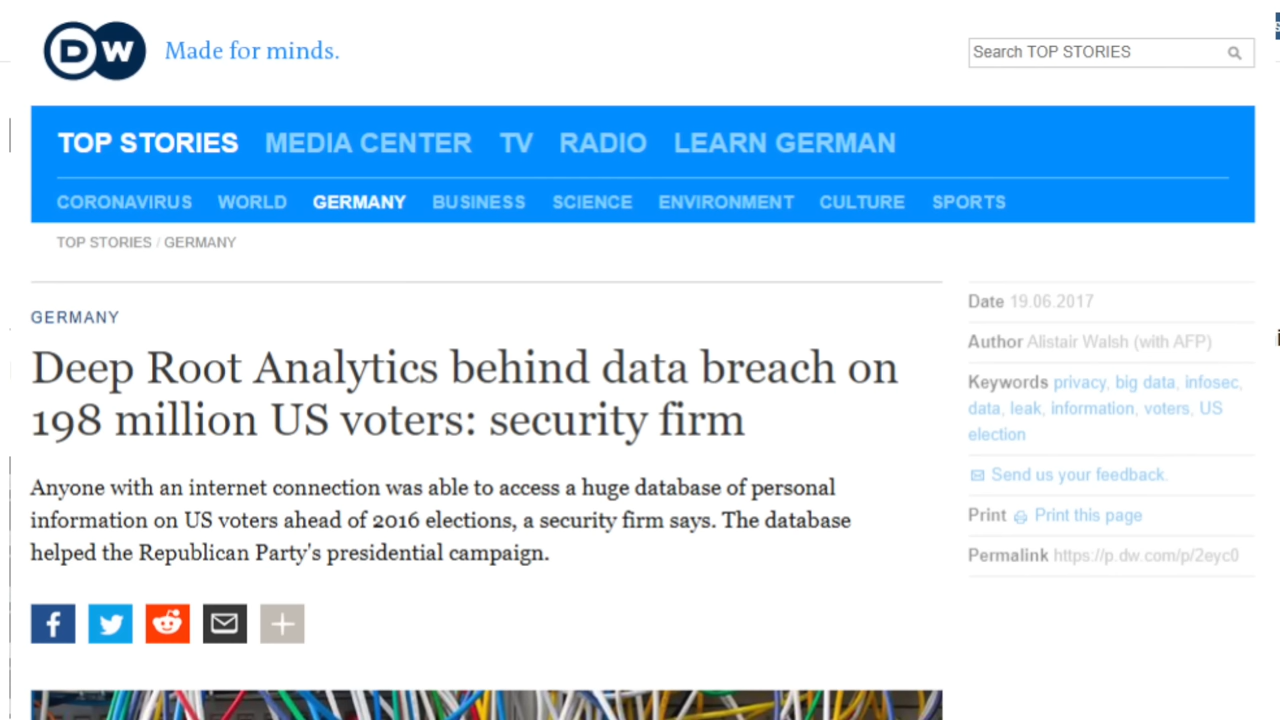 DW Made for minds.
Search TOP STORIES
TOP STORIES MEDIA CENTER TV RADIO LEARN GERMAN
CORONAVIRUS WORLD GERMANY BUSINESS SCIENCE ENVIRONMENT CULTURE SPORTS
TOP STORIES / GERMANY
GERMANY
Deep Root Analytics behind data breach on
198 million US voters: security firm
Anyone with an internet connection was able to access a huge database of personal
information on US voters ahead of 2016 elections, a security firm says. The database
helped the Republican Party's presidential campaign.
Date 19.06.2017
Author Alistair Walsh (with AFP)
Keywords privacy, big data, infosec,
data, leak, information, voters, US
election
Send us your feedback.
Print Print this page
Permalink https://p.dw.com/p/2eyc0